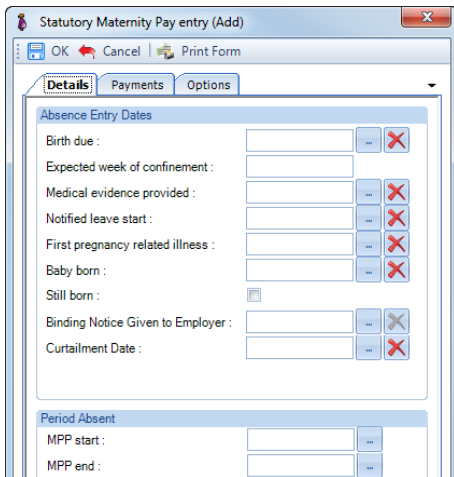 Statutory Maternity Pay entry (Add)
OK Cancel Print Form
Details Payments Options
Absence Entry Dates
Birth due :
Expected week of confinement :
Medical evidence provided :
Notified leave start :
First pregnancy related illness :
Baby born :
Still born :
Binding Notice Given to Employer :
Curtailment Date :
Period Absent
MPP start :
MPP end :